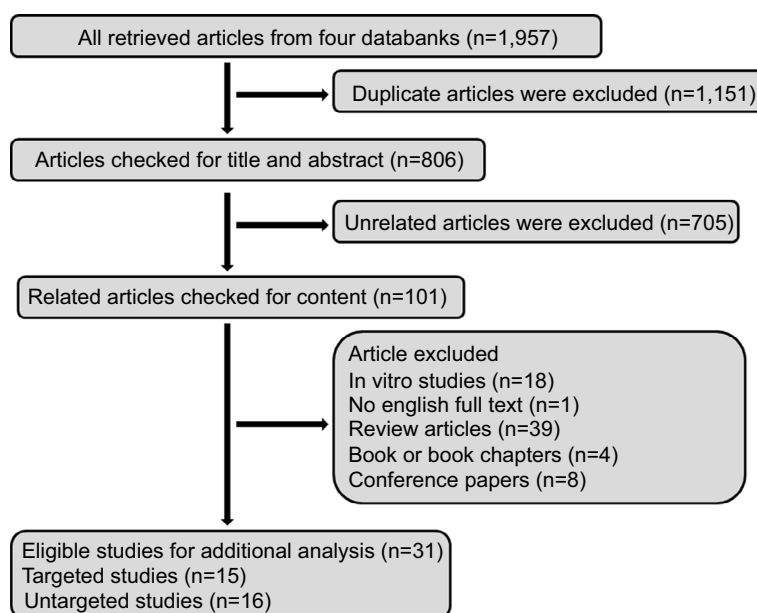 All retrieved articles from four databanks (n=1,957)
Duplicate articles were excluded (n=1,151)
Articles checked for title and abstract (n=806)
Unrelated articles were excluded (n=705)
Related articles checked for content (n=101)
Article excluded
In vitro studies (n=18)
No english full text (n=1)
Review articles (n=39)
Book or book chapters (n=4)
Conference papers (n=8)
Eligible studies for additional analysis (n=31)
Targeted studies (n=15)
Untargeted studies (n=16)